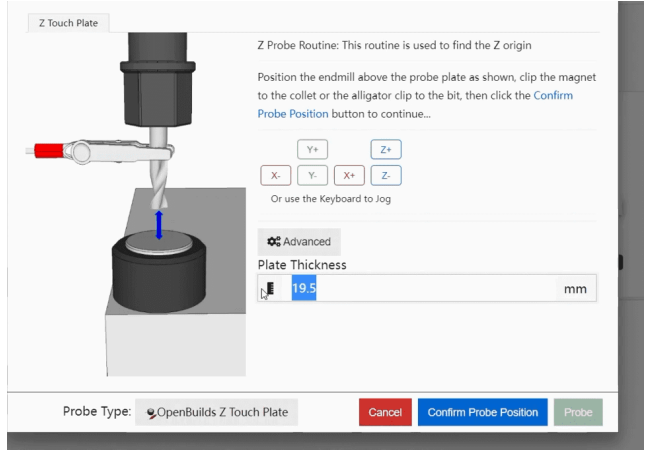 Z Touch Plate
Z Probe Routine: This routine is used to find the Z origin
Position the endmill above the probe plate as shown, clip the magnet
to the collet or the alligator clip to the bit, then click the Confirm
Probe Position button to continue...
Y+ Z+
X- Y- X+ Z-
Or use the Keyboard to Jog
Advanced
Plate Thickness
19.5 mm
Probe Type: OpenBuilds Z Touch Plate Cancel Confirm Probe Position Probe